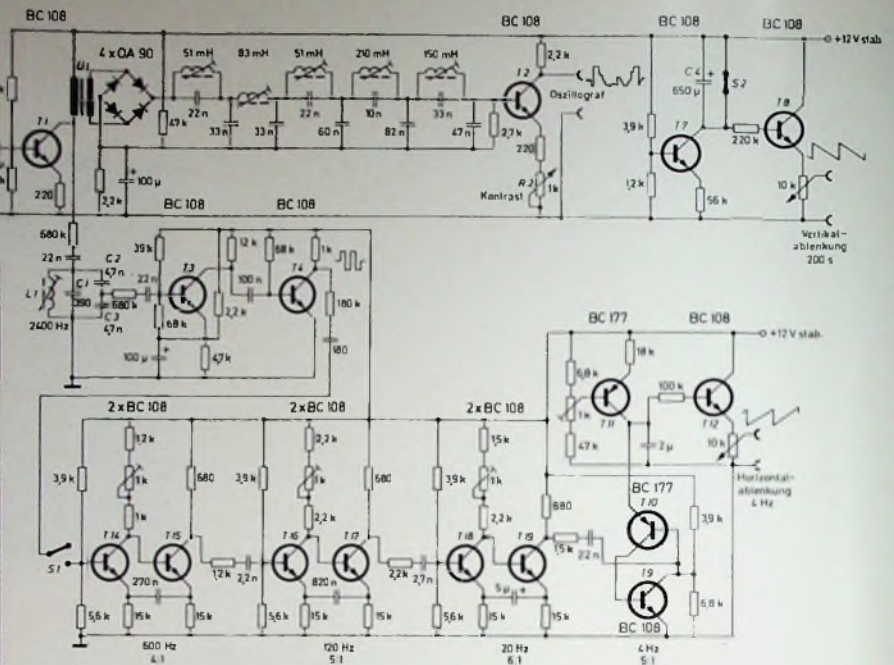 BC 108 BC 108 BC 108 BC 108
+12V stab.
4 x OA 90
51 mH 83 mH 51 mH 210 mH 150 mH
Ü1
T1
22 n 22 n 10 n 33 n
47 k 33 n 33 n 60 n 82 n 47 n
2,2 k
T2
Oszillograf
2,7 k
220
R2 1k
Kontrast
C4 650 µ
S2
T7
T8
3,9 k
220 k
1,2 k
56 k
10 k
Vertikal-
ablenkung
200 s
220
2,2 k
100 µ
BC 108 BC 108
680 k
22 n
C2
4,7 n
L1
C1
390
680 k
22 n
C3
4,7 n
2400 Hz
39 k
T3
12 k 68 k 1 k
T4
100 n
2,2 k
68 k
4,7 k
100 µ
180 k
180
BC 177 BC 108
+12 V stab.
18 k
6,8 k
1 k
47 k
T11
100 k
T12
2 µ
10 k
Horizontal-
ablenkung
4 Hz
BC 177
T10
3,9 k
T9
6,8 k
BC 108
2 x BC 108 2 x BC 108 2 x BC 108
1,2 k 2,2 k 1,5 k
3,9 k 1k 680 3,9 k 1k 680 3,9 k 1k 680
1k 2,2 k 2,2 k
T14 T15 T16 T17 T18 T19
1,5 k 22 n
S1
1,2 k 2,2 n 2,2 k 2,7 n
270 n 820 n 5 µ +
5,6 k 15 k 15 k 5,6 k 15 k 15 k 5,6 k 15 k 15 k
600 Hz 120 Hz 20 Hz 4 Hz
4:1 5:1 6:1 5:1